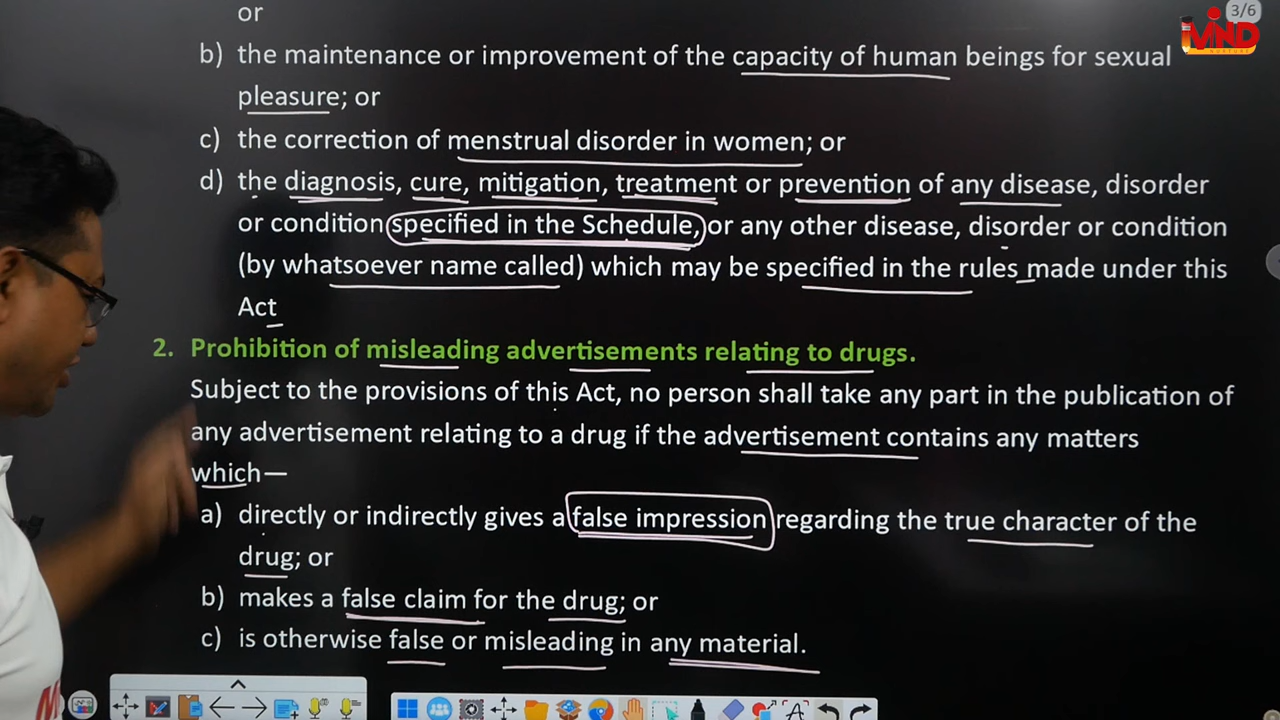 or
3/6
MIND
b) the maintenance or improvement of the capacity of human beings for sexual
pleasure; or
c) the correction of menstrual disorder in women; or
d) the diagnosis, cure, mitigation, treatment or prevention of any disease, disorder
or condition specified in the Schedule, or any other disease, disorder or condition
(by whatsoever name called) which may be specified in the rules made under this
Act
2. Prohibition of misleading advertisements relating to drugs.
Subject to the provisions of this Act, no person shall take any part in the publication of
any advertisement relating to a drug if the advertisement contains any matters
which—
a) directly or indirectly gives a false impression regarding the true character of the
drug; or
b) makes a false claim for the drug; or
c) is otherwise false or misleading in any material.